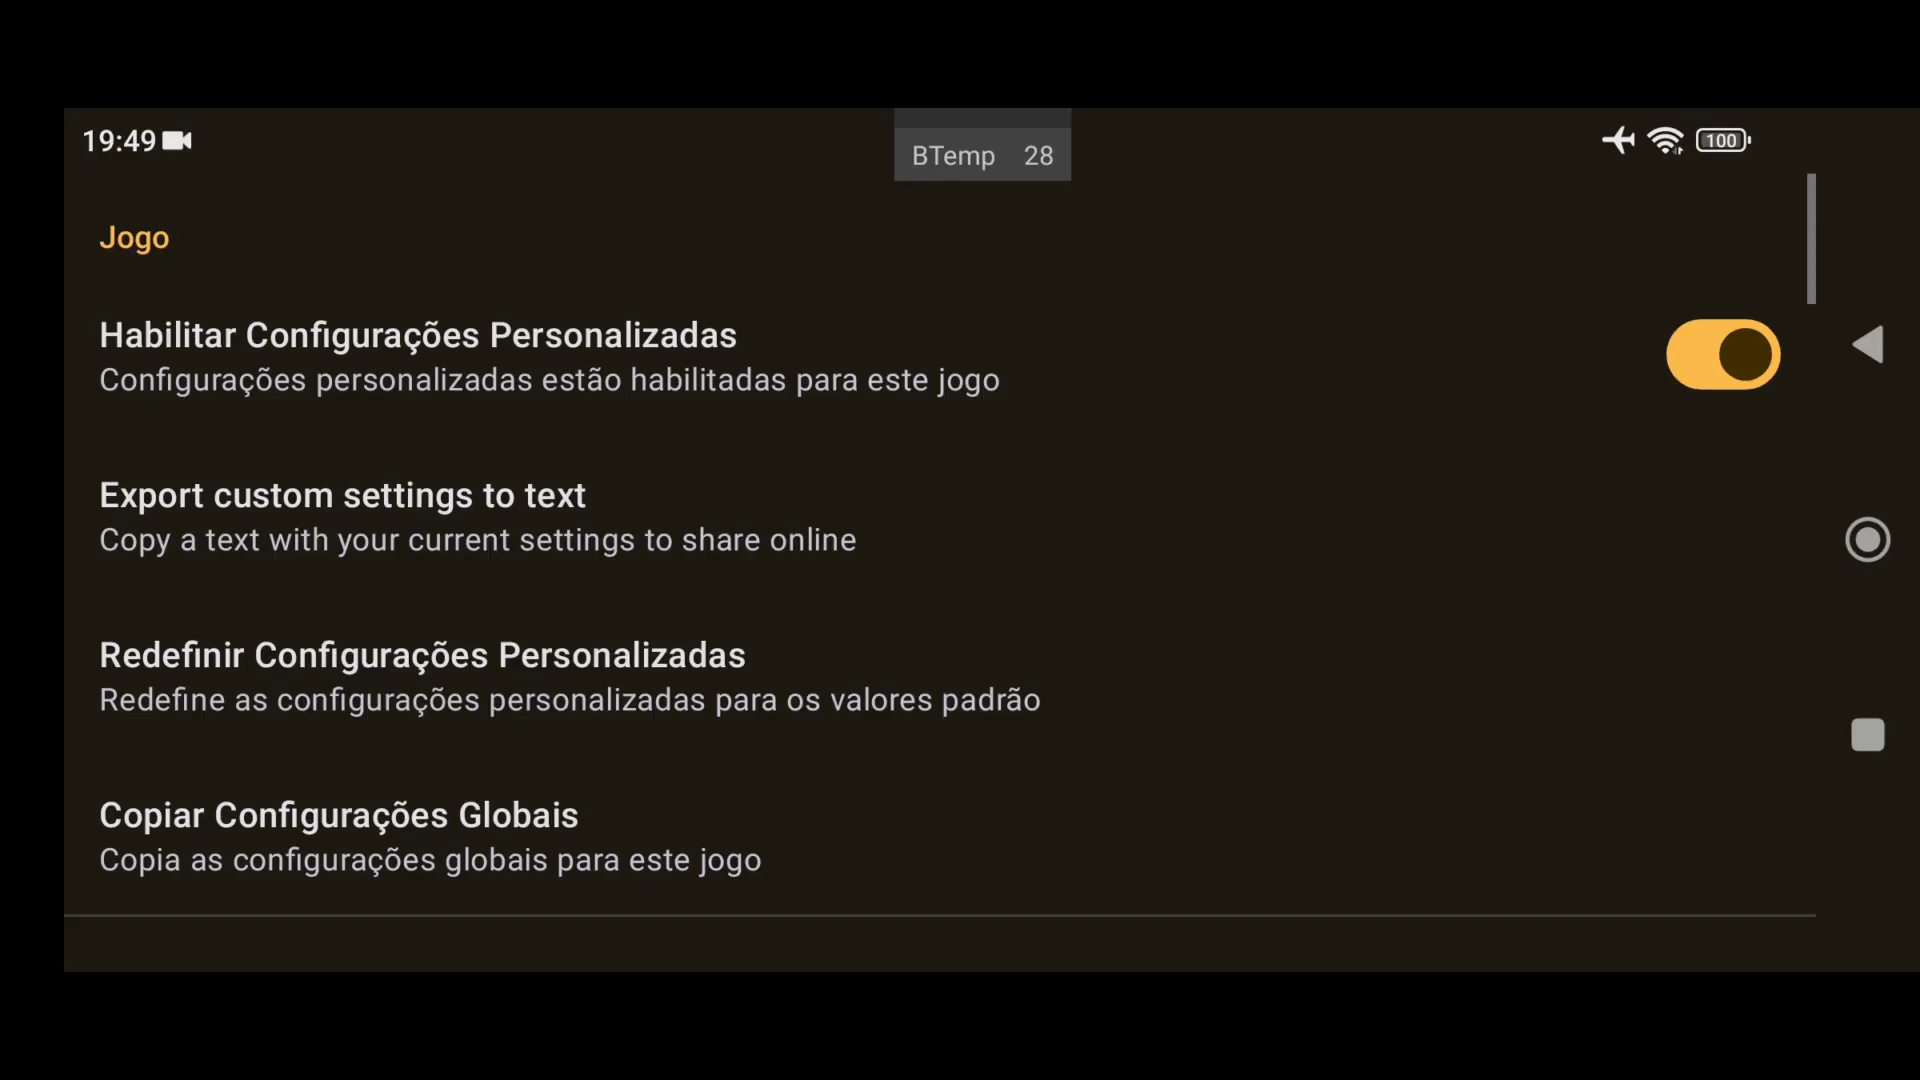 19:49
BTemp 28
100
Jogo
Habilitar Configurações Personalizadas
Configurações personalizadas estão habilitadas para este jogo
Export custom settings to text
Copy a text with your current settings to share online
Redefinir Configurações Personalizadas
Redefine as configurações personalizadas para os valores padrão
Copiar Configurações Globais
Copia as configurações globais para este jogo